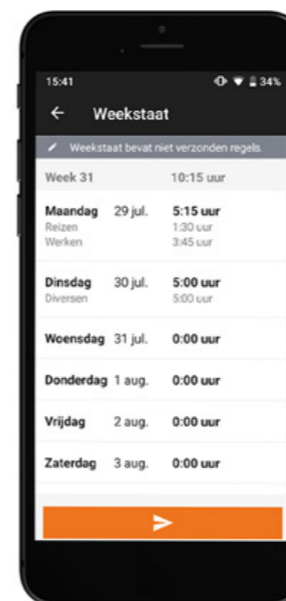 15:41 34%
Weekstaat
Weekstaat bevat niet verzonden regels.
Week 31 10:15 uur
Maandag 29 jul. 5:15 uur
Reizen 1:30 uur
Werken 3:45 uur
Dinsdag 30 jul. 5:00 uur
Diversen 5:00 uur
Woensdag 31 jul. 0:00 uur
Donderdag 1 aug. 0:00 uur
Vrijdag 2 aug. 0:00 uur
Zaterdag 3 aug. 0:00 uur